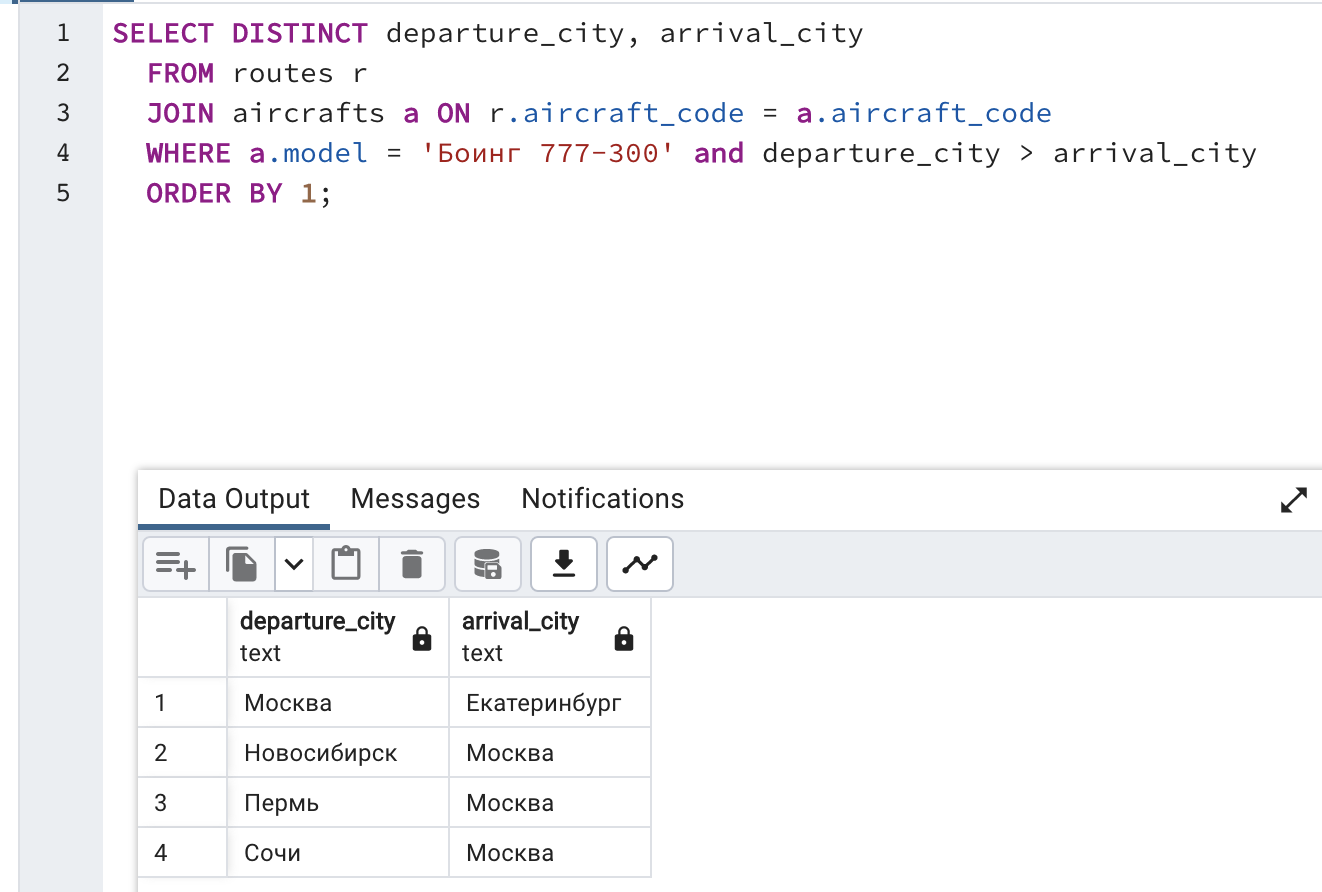 1 SELECT DISTINCT departure_city, arrival_city
2 FROM routes r
3 JOIN aircrafts a ON r.aircraft_code = a.aircraft_code
4 WHERE a.model = 'Боинг 777-300' and departure_city > arrival_city
5 ORDER BY 1;
Data Output Messages Notifications
departure_city arrival_city
text text
1 Москва Екатеринбург
2 Новосибирск Москва
3 Пермь Москва
4 Сочи Москва